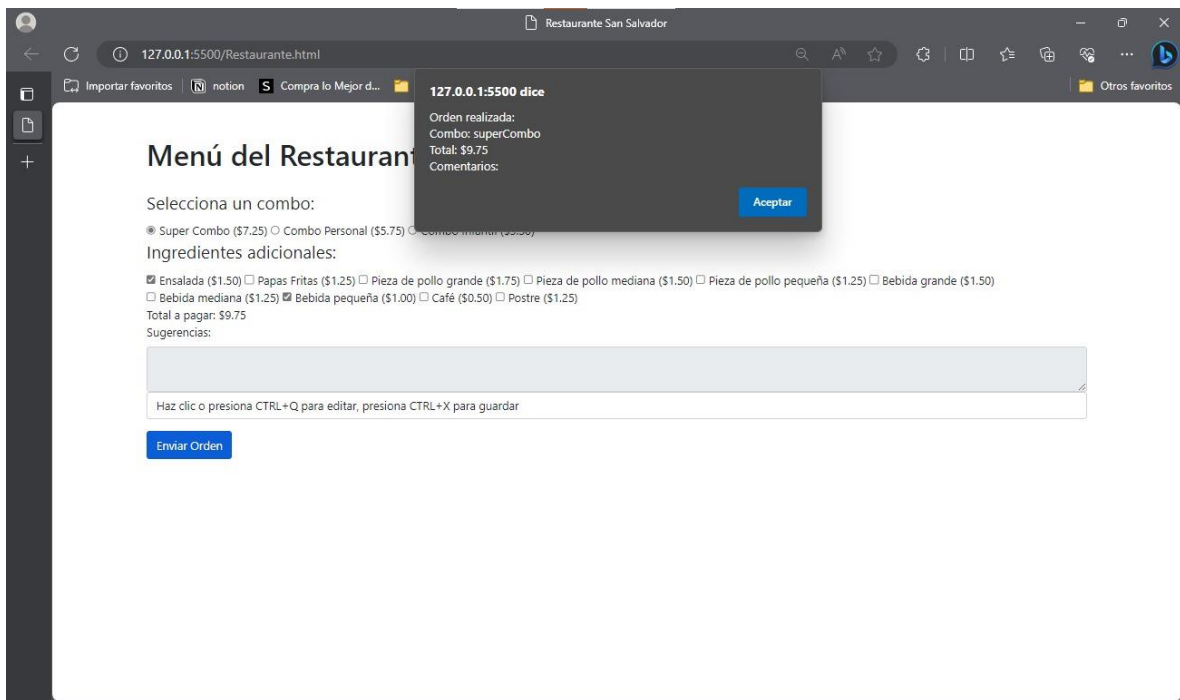 Restaurante San Salvador
127.0.0.1:5500/Restaurante.html
Importar favoritos notion S Compra lo Mejor d... Otros favoritos
127.0.0.1:5500 dice
Orden realizada:
Combo: superCombo
Total: $9.75
Comentarios:
Aceptar
Menú del Restaurant
Selecciona un combo:
Super Combo ($7.25) Combo Personal ($5.75)
Ingredientes adicionales:
Ensalada ($1.50) Papas Fritas ($1.25) Pieza de pollo grande ($1.75) Pieza de pollo mediana ($1.50) Pieza de pollo pequeña ($1.25) Bebida grande ($1.50)
Bebida mediana ($1.25) Bebida pequeña ($1.00) Café ($0.50) Postre ($1.25)
Total a pagar: $9.75
Sugerencias:
Haz clic o presiona CTRL+Q para editar, presiona CTRL+X para guardar
Enviar Orden